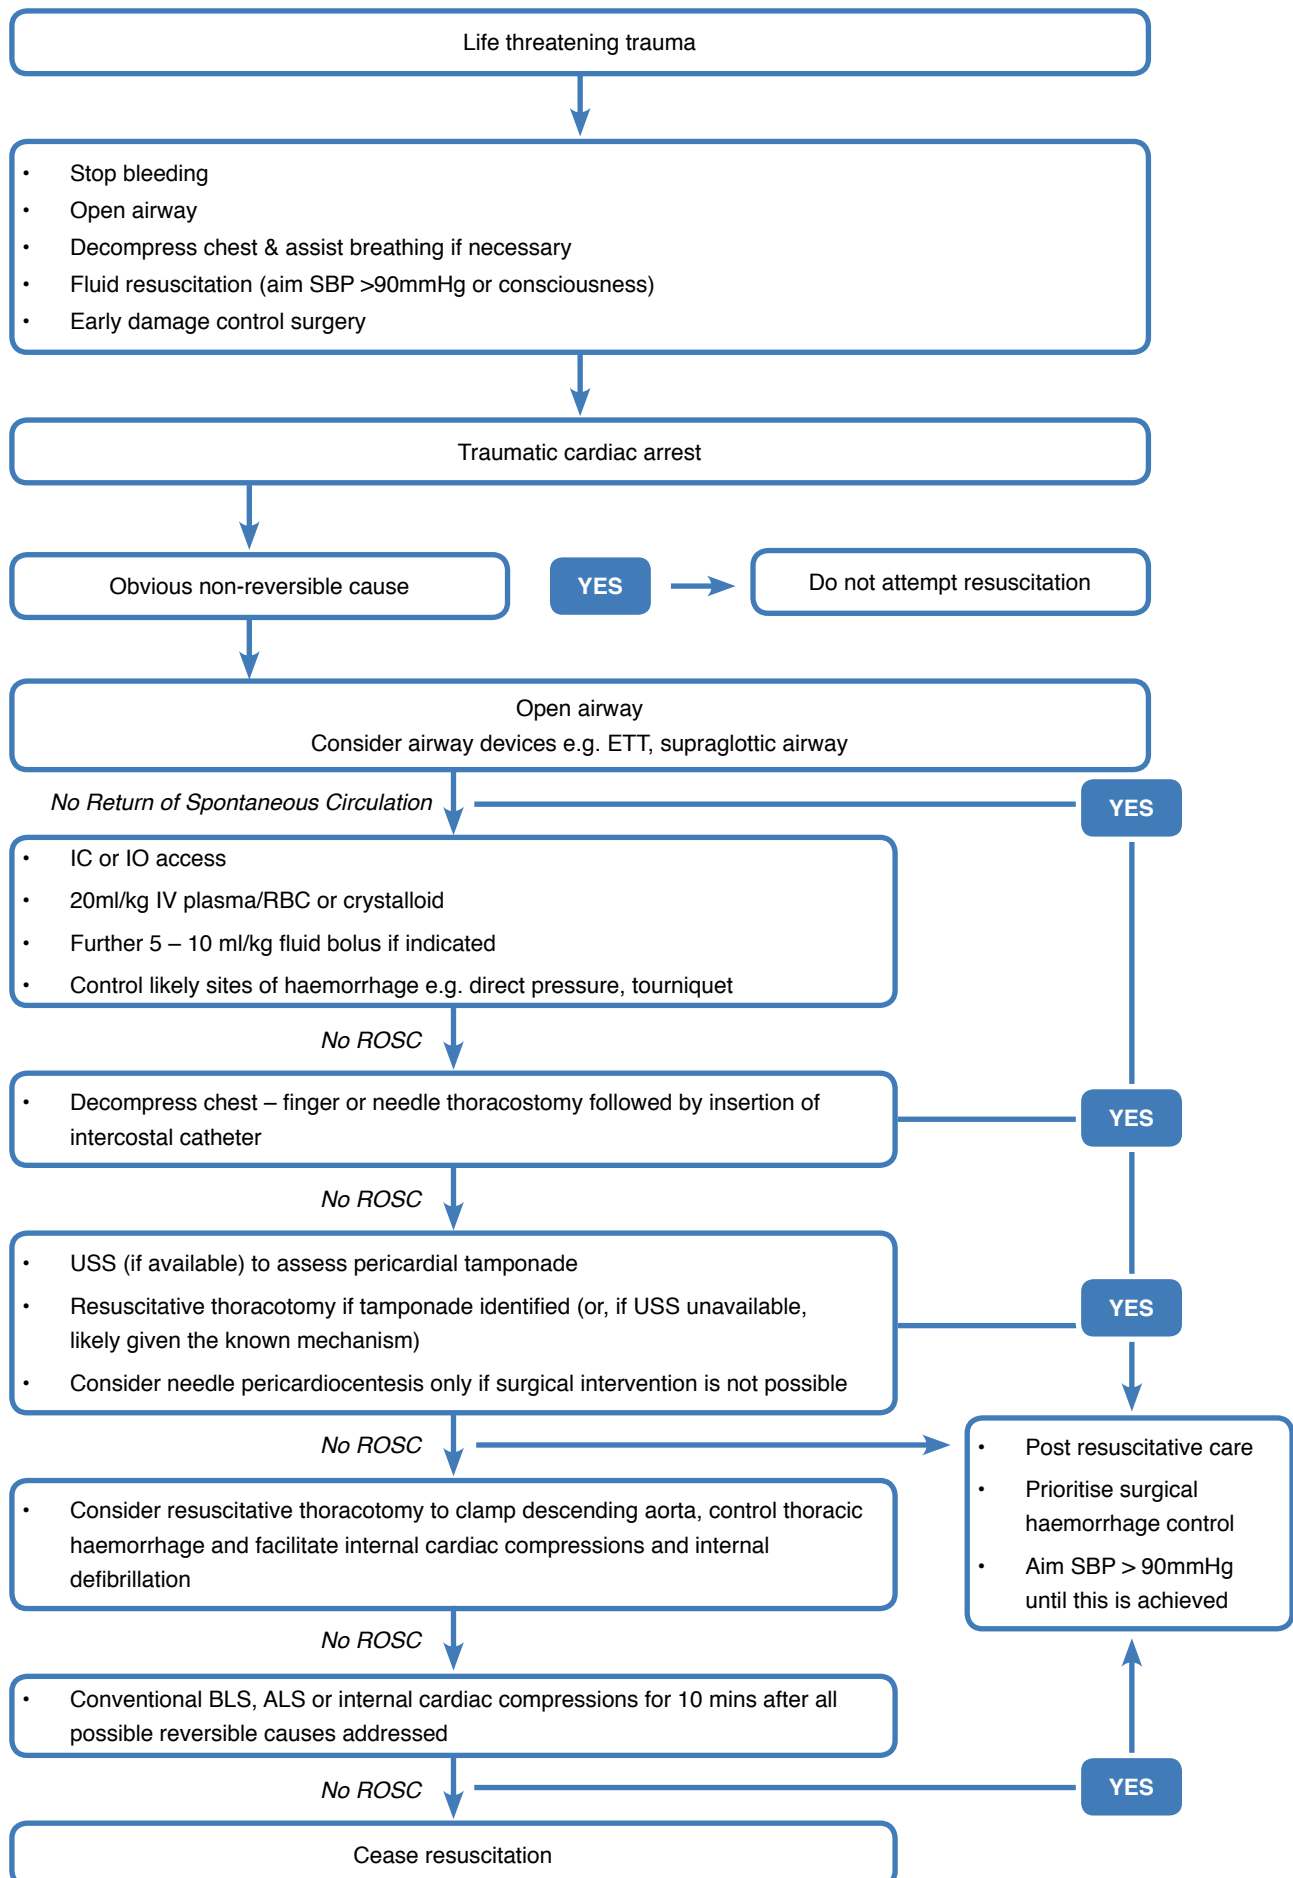 Life threatening trauma
• Stop bleeding
• Open airway
• Decompress chest & assist breathing if necessary
• Fluid resuscitation (aim SBP >90mmHg or consciousness)
• Early damage control surgery
Traumatic cardiac arrest
Obvious non-reversible cause
YES
Do not attempt resuscitation
Open airway
Consider airway devices e.g. ETT, supraglottic airway
No Return of Spontaneous Circulation
YES
• IC or IO access
• 20ml/kg IV plasma/RBC or crystalloid
• Further 5 – 10 ml/kg fluid bolus if indicated
• Control likely sites of haemorrhage e.g. direct pressure, tourniquet
No ROSC
• Decompress chest – finger or needle thoracostomy followed by insertion of
intercostal catheter
YES
No ROSC
• USS (if available) to assess pericardial tamponade
• Resuscitative thoracotomy if tamponade identified (or, if USS unavailable,
likely given the known mechanism)
• Consider needle pericardiocentesis only if surgical intervention is not possible
YES
No ROSC
• Post resuscitative care
• Prioritise surgical
haemorrhage control
• Aim SBP > 90mmHg
until this is achieved
• Consider resuscitative thoracotomy to clamp descending aorta, control thoracic
haemorrhage and facilitate internal cardiac compressions and internal
defibrillation
No ROSC
• Conventional BLS, ALS or internal cardiac compressions for 10 mins after all
possible reversible causes addressed
No ROSC
YES
Cease resuscitation